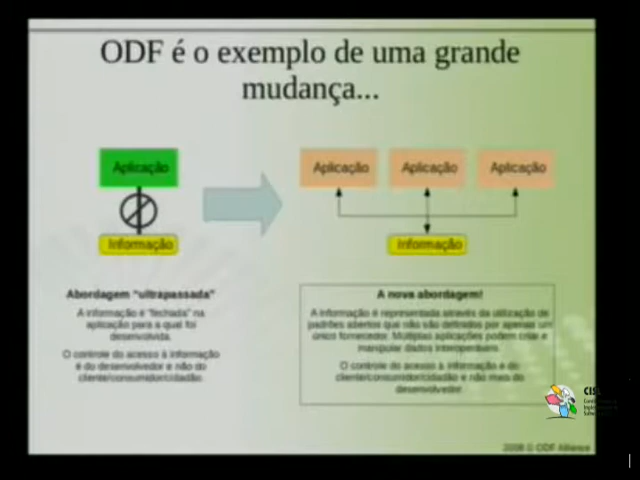 ODF é o exemplo de uma grande
mudança...
Aplicação
Informação
Aplicação Aplicação Aplicação
Informação
Abordagem "ultrapassada"
A informação é "fechada" na
aplicação para a qual foi
desenvolvida.
O controle do acesso à informação
é do desenvolvedor e não do
cliente/consumidor/cidadão.
A nova abordagem!
A informação é representada através da utilização de
padrões abertos que não são definidos por apenas um
único fornecedor. Múltiplas aplicações podem criar e
manipular dados interoperáveis.
O controle do acesso à informação é do
cliente/consumidor/cidadão e não mais do
desenvolvedor.
2008 © ODF Alliance